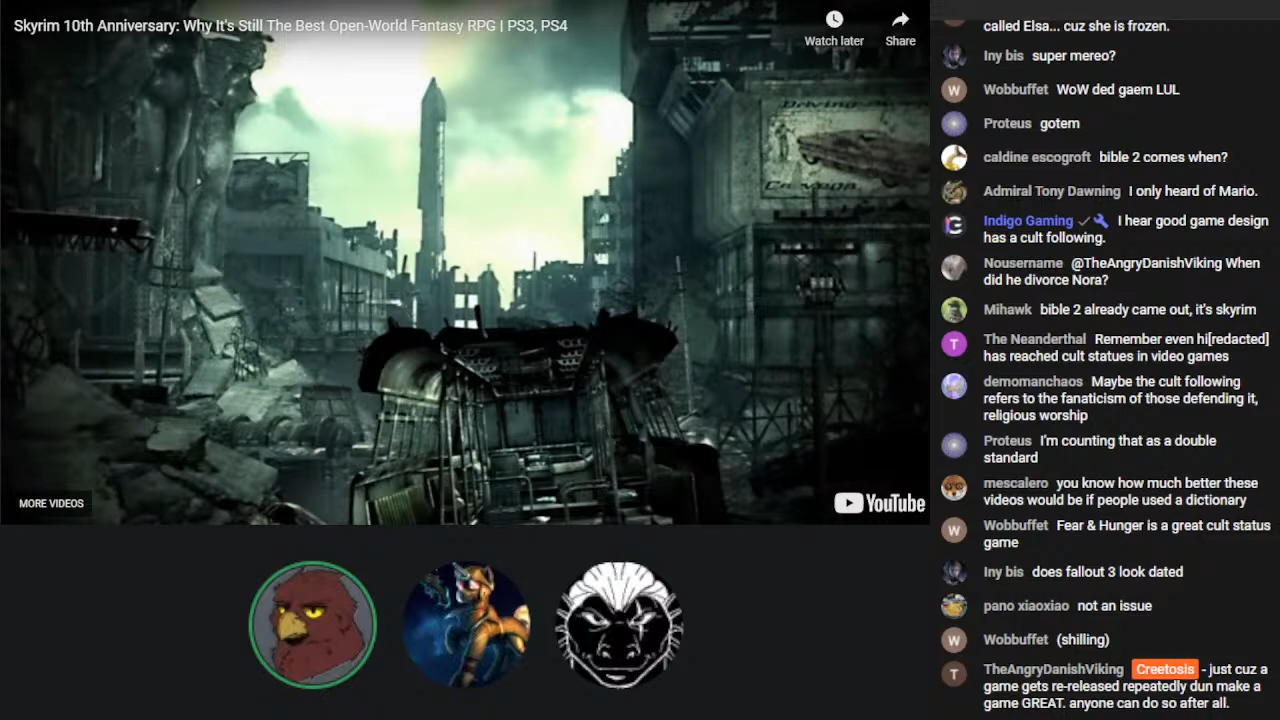 Skyrim 10th Anniversary: Why It's Still The Best Open-World Fantasy RPG | PS3, PS4
Watch later
Share
MORE VIDEOS
YouTube
called Elsa... cuz she is frozen.
Iny bis super mereo?
W
Wobbuffet WoW ded gaem LUL
Proteus gotem
caldine escogroft bible 2 comes when?
Admiral Tony Dawning I only heard of Mario.
Indigo Gaming I hear good game design
has a cult following.
Nousername @TheAngryDanishViking When
did he divorce Nora?
Mihawk bible 2 already came out, it's skyrim
T
The Neanderthal Remember even hi[redacted]
has reached cult statues in video games
demomanchaos Maybe the cult following
refers to the fanaticism of those defending it,
religious worship
Proteus I'm counting that as a double
standard
mescalero you know how much better these
videos would be if people used a dictionary
W
Wobbuffet Fear & Hunger is a great cult status
game
Iny bis does fallout 3 look dated
pano xiaoxiao not an issue
W
Wobbuffet (shilling)
T
TheAngryDanishViking Creetosis - just cuz a
game gets re-released repeatedly dun make a
game GREAT. anyone can do so after all.